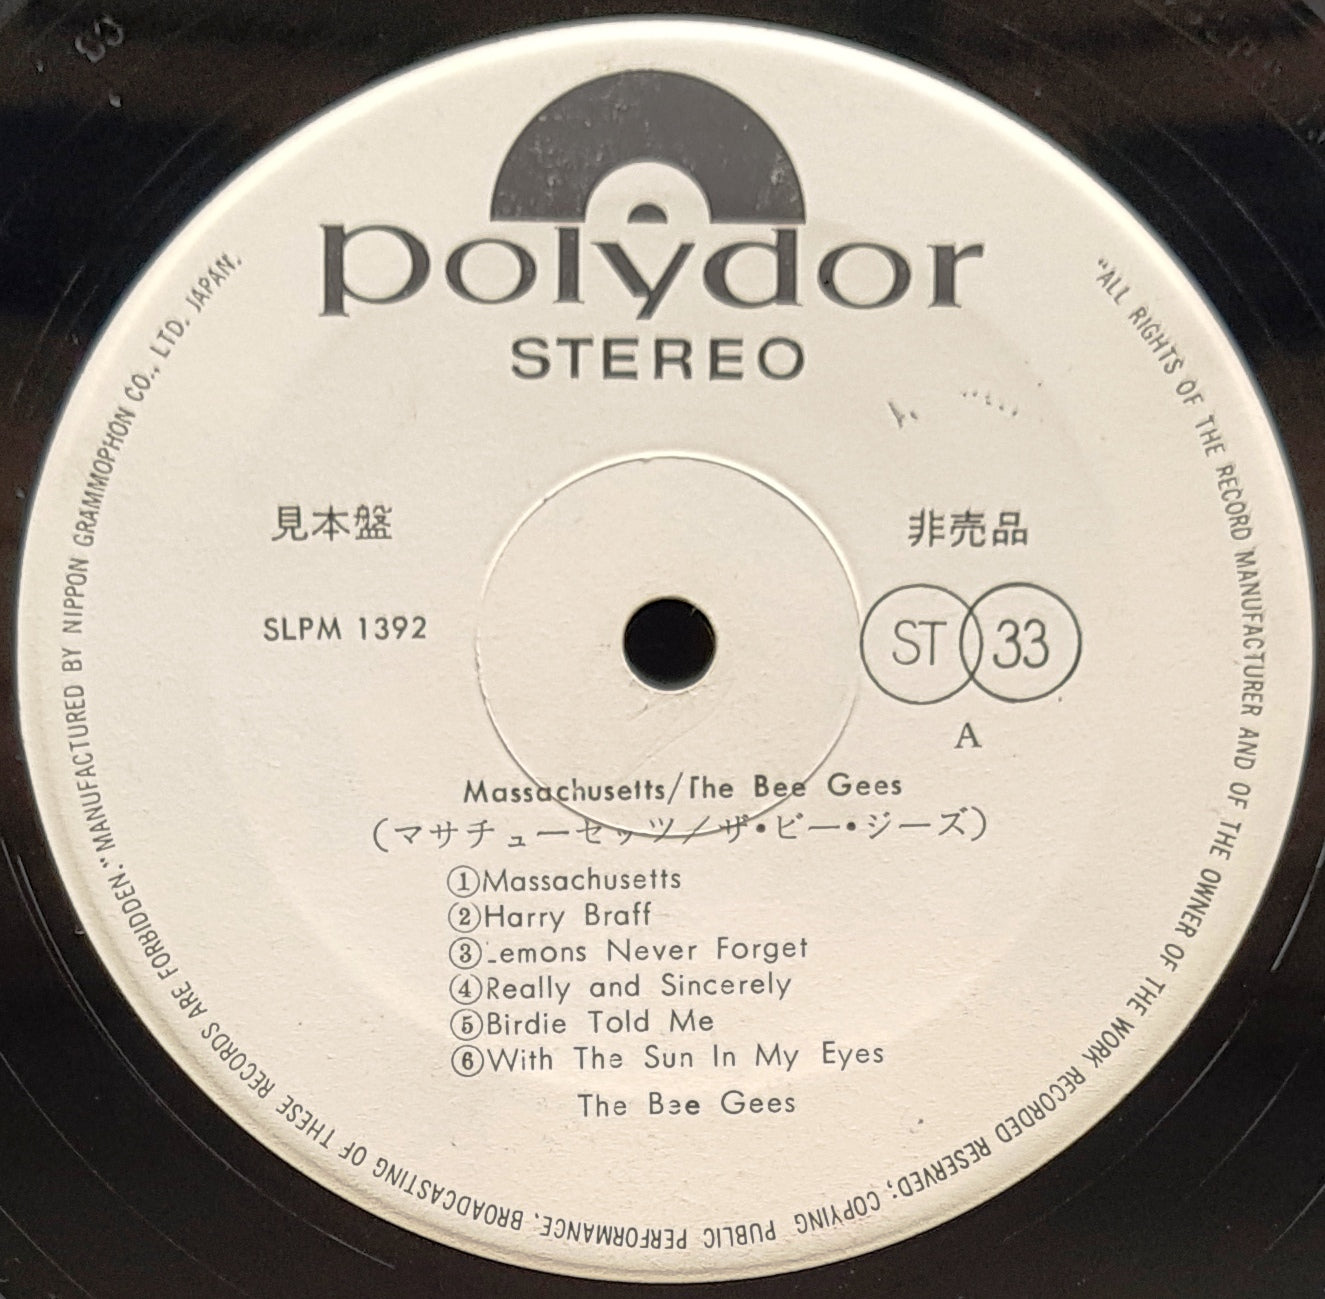 polydor
STEREO
見本盤
非売品
SLPM 1392
ST 33
A
Massachusetts/The Bee Gees
(マサチューセッツ/ザ・ビー・ジーズ)
①Massachusetts
②Harry Braff
③Lemons Never Forget
④Really and Sincerely
⑤Birdie Told Me
⑥With The Sun In My Eyes
The Bee Gees
"ALL RIGHTS OF THE RECORD MANUFACTURER AND OF THE OWNER OF THE WORK RECORDED RESERVED; COPYING PUBLIC PERFORMANCE, BROADCASTING OF THESE RECORDS ARE FORBIDDEN." MANUFACTURED BY NIPPON GRAMMOPHON CO., LTD. JAPAN.